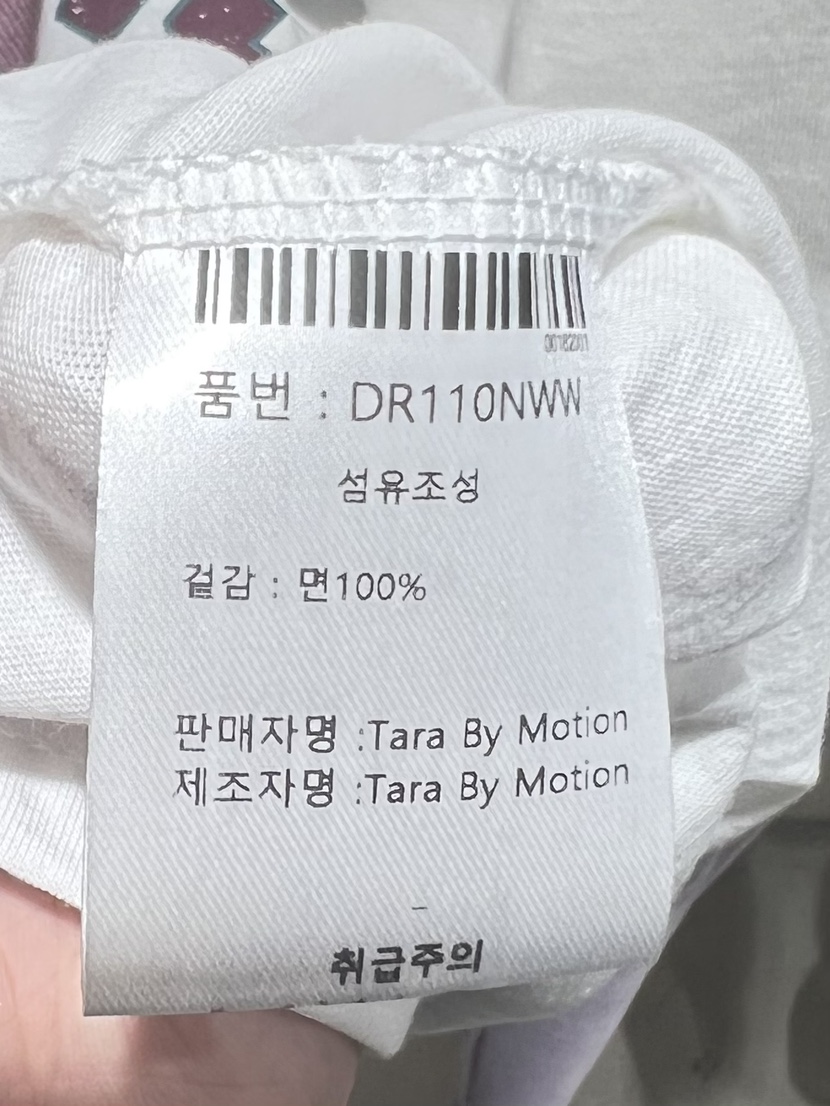 품번 : DR110NWW
섬유조성
겉감 : 면100%
판매자명 :Tara By Motion
제조자명 :Tara By Motion
–
취급주의